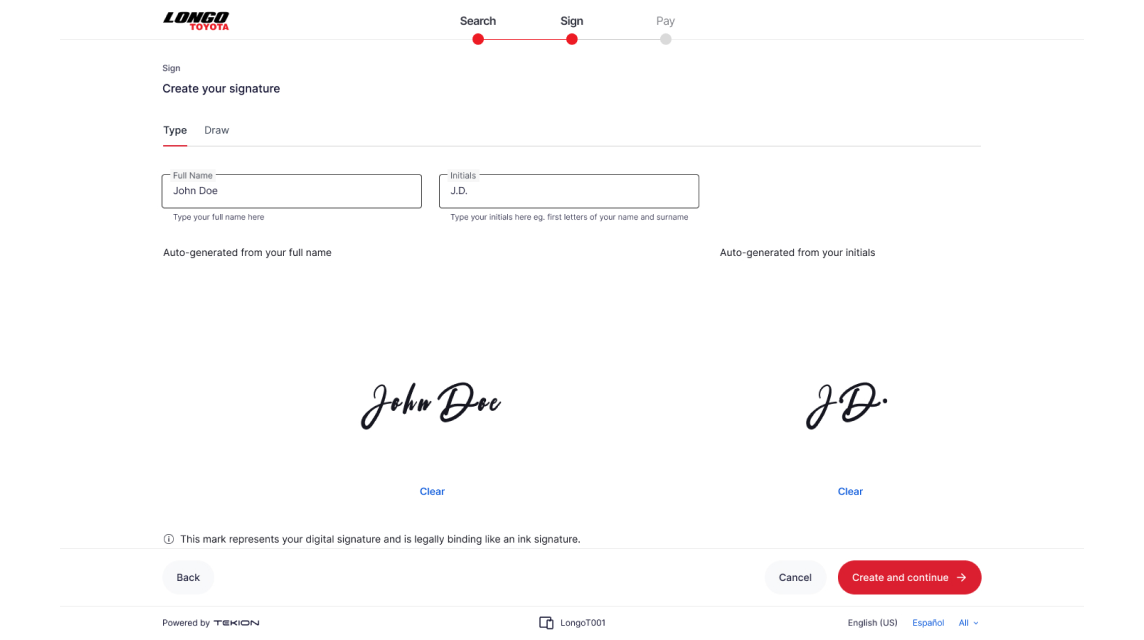 LONGO
TOYOTA
Search Sign Pay
Sign
Create your signature
Type Draw
Full Name Initials
John Doe J.D.
Type your full name here Type your initials here eg. first letters of your name and surname
Auto-generated from your full name Auto-generated from your initials
John Doe J.D.
Clear Clear
This mark represents your digital signature and is legally binding like an ink signature.
Back Cancel Create and continue
Powered by TEKION LongoT001 English (US) Español All